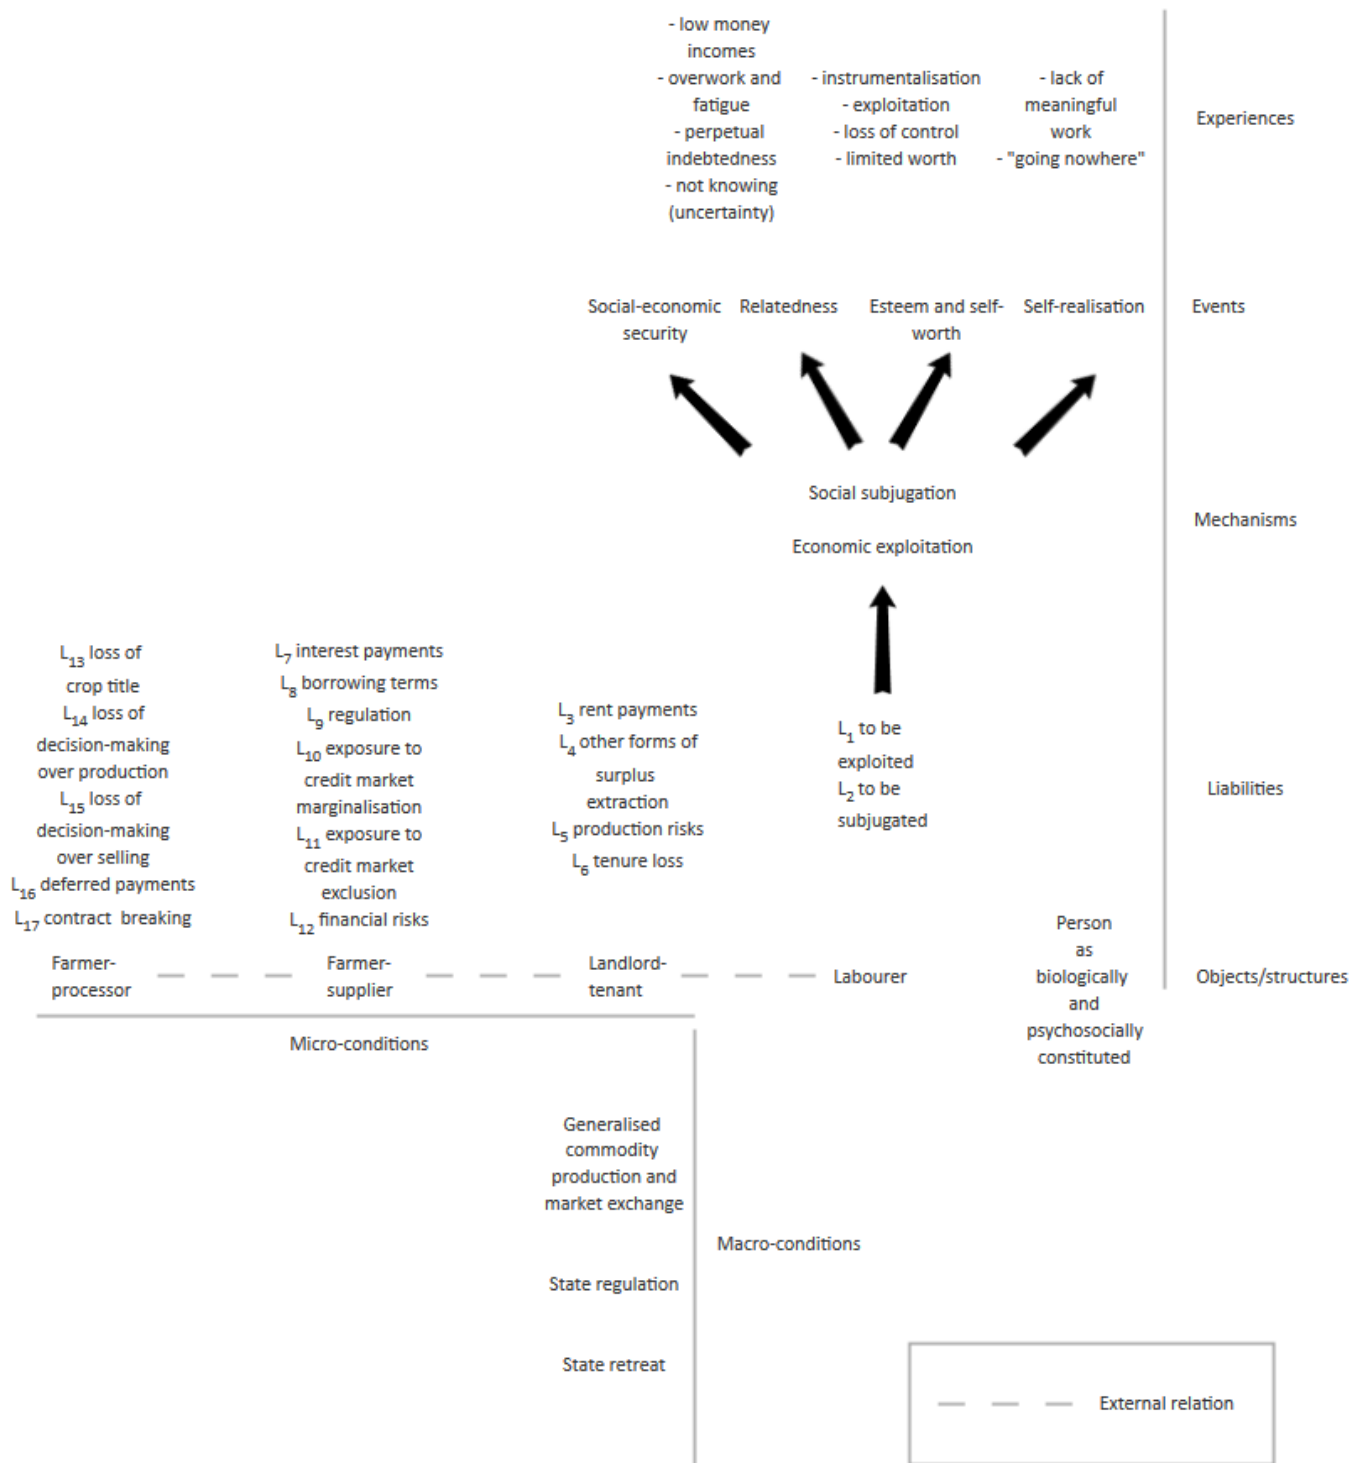 - low money
incomes
- overwork and
fatigue
- perpetual
indebtedness
- not knowing
(uncertainty)
- instrumentalisation
- exploitation
- loss of control
- limited worth
- lack of
meaningful
work
- "going nowhere"
Experiences
Social-economic
security
Relatedness
Esteem and self-
worth
Self-realisation
Events
Social subjugation
Economic exploitation
Mechanisms
L13 loss of
crop title
L14 loss of
decision-making
over production
L15 loss of
decision-making
over selling
L16 deferred payments
L17 contract breaking
L7 interest payments
L8 borrowing terms
L9 regulation
L10 exposure to
credit market
marginalisation
L11 exposure to
credit market
exclusion
L12 financial risks
L3 rent payments
L4 other forms of
surplus
extraction
L5 production risks
L6 tenure loss
L1 to be
exploited
L2 to be
subjugated
Liabilities
Farmer-
processor
Farmer-
supplier
Landlord-
tenant
Labourer
Person
as
biologically
and
psychosocially
constituted
Objects/structures
Micro-conditions
Generalised
commodity
production and
market exchange
State regulation
State retreat
Macro-conditions
External relation